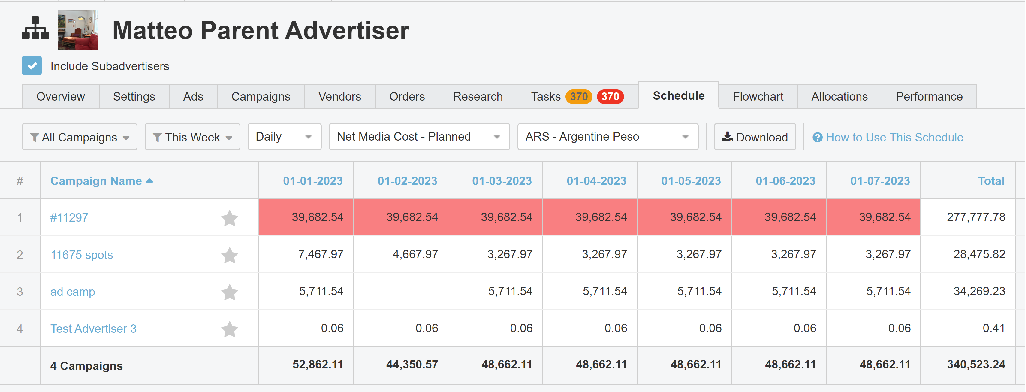 Matteo Parent Advertiser
Include Subadvertisers
Overview Settings Ads Campaigns Vendors Orders Research Tasks 370 370 Schedule Flowchart Allocations Performance
All Campaigns This Week Daily Net Media Cost - Planned ARS - Argentine Peso Download How to Use This Schedule
# Campaign Name 01-01-2023 01-02-2023 01-03-2023 01-04-2023 01-05-2023 01-06-2023 01-07-2023 Total
1 #11297 39,682.54 39,682.54 39,682.54 39,682.54 39,682.54 39,682.54 39,682.54 277,777.78
2 11675 spots 7,467.97 4,667.97 3,267.97 3,267.97 3,267.97 3,267.97 3,267.97 28,475.82
3 ad camp 5,711.54 5,711.54 5,711.54 5,711.54 5,711.54 5,711.54 34,269.23
4 Test Advertiser 3 0.06 0.06 0.06 0.06 0.06 0.06 0.06 0.41
4 Campaigns 52,862.11 44,350.57 48,662.11 48,662.11 48,662.11 48,662.11 48,662.11 340,523.24